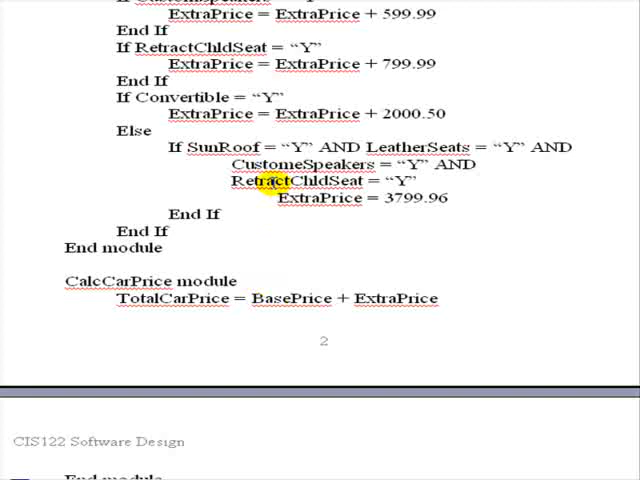 ExtraPrice = ExtraPrice + 599.99
End If
If RetractChldSeat = “Y”
ExtraPrice = ExtraPrice + 799.99
End If
If Convertible = “Y”
ExtraPrice = ExtraPrice + 2000.50
Else
If SunRoof = “Y” AND LeatherSeats = “Y” AND
CustomeSpeakers = “Y” AND
RetractChldSeat = “Y”
ExtraPrice = 3799.96
End If
End If
End module
CalcCarPrice module
TotalCarPrice = BasePrice + ExtraPrice
2
CIS122 Software Design
End module